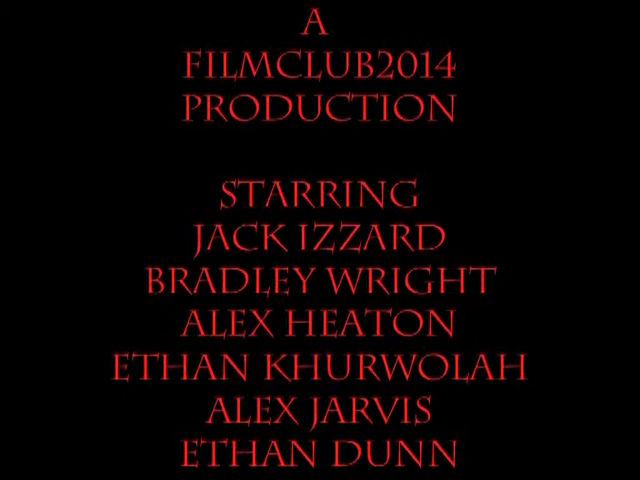 A
FILMCLUB2014
PRODUCTION
STARRING
JACK IZZARD
BRADLEY WRIGHT
ALEX HEATON
ETHAN KHURWOLAH
ALEX JARVIS
ETHAN DUNN